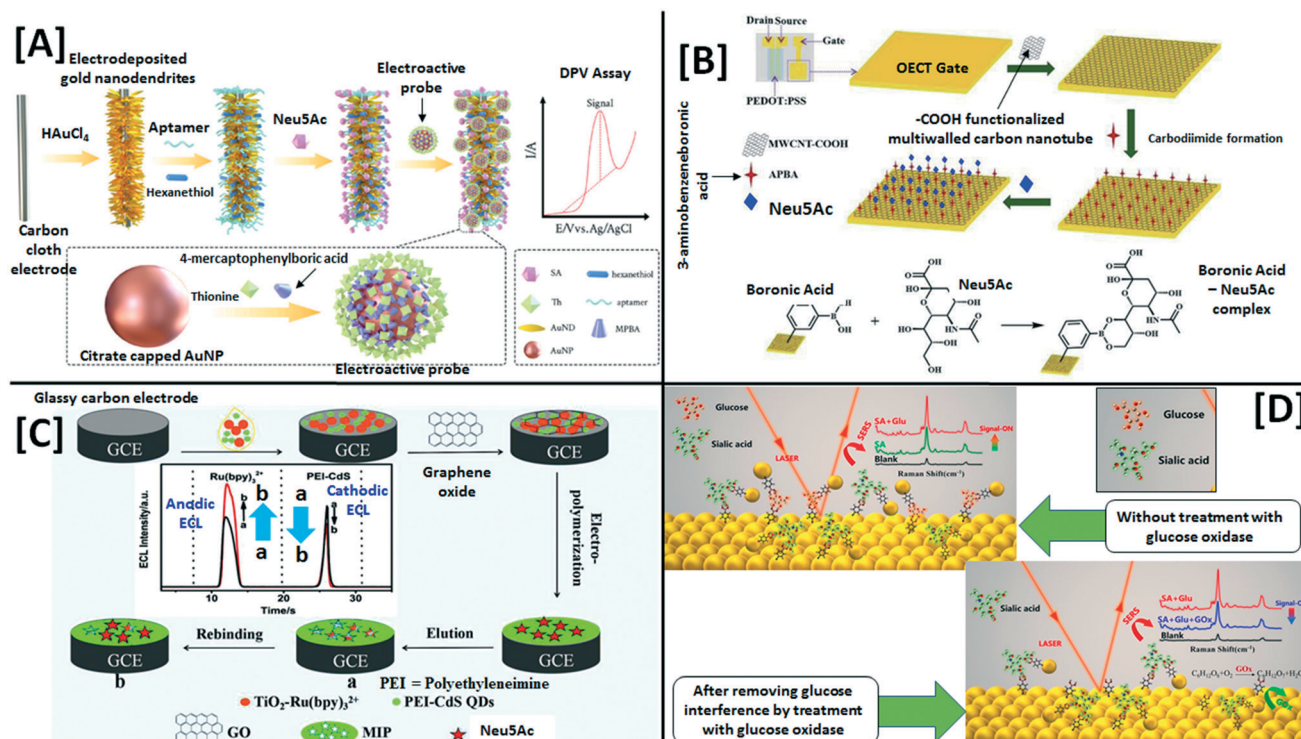 [A]
Electrodeposited
gold nanodendrites
HAuCl4
Aptamer
Hexanethiol
Neu5Ac
Electroactive
probe
DPV Assay
Signal
I/A
E/Vvs.Ag/AgCl
Carbon
cloth
electrode
4-mercaptophenylboric acid
Thionine
Citrate capped AuNP
Electroactive probe
SA
hexanethiol
Th
aptamer
AuND
MPBA
AuNP
[B]
Drain Source
Gate
PEDOT:PSS
OECT Gate
-COOH functionalized
multiwalled carbon nanotube
Carbodiimide formation
3-aminobenzeneboronic
acid
MWCNT-COOH
APBA
Neu5Ac
Boronic Acid
H
B
OH
+
Neu5Ac
Boronic Acid
– Neu5Ac
complex
[C]
Glassy carbon electrode
GCE
GCE
Graphene
oxide
GCE
Electro-
polymerization
GCE
Elution
GCE
a
Rebinding
GCE
b
ECL Intensity/a.u.
Ru(bpy)3 2+
PEI-CdS
Anodic
ECL
Cathodic
ECL
b
a
b
a
a
b
a
b
10 20 30
Time/s
PEI = Polyethyleneimine
TiO2-Ru(bpy)3 2+
PEI-CdS QDs
GO
MIP
Neu5Ac
[D]
Glucose
Sialic acid
LASER
SERS
SA+Glu
SA
Blank
Signal-ON
Raman Shift(cm-1)
Glucose
Sialic acid
Without treatment with
glucose oxidase
Sialic acid
LASER
SERS
SA+Glu
SA+Glu+GOx
Blank
Raman Shift(cm-1)
GOx
GOx
After removing glucose
interference by treatment
with glucose oxidase